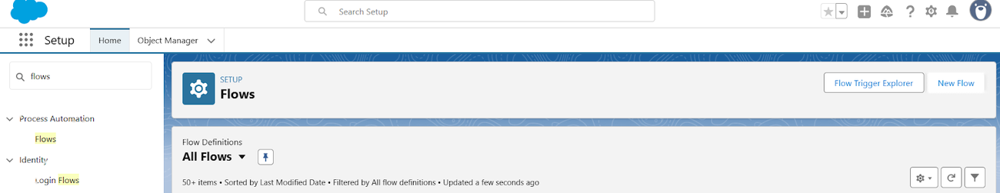 Search Setup
Setup
Home
Object Manager
flows
Process Automation
Flows
Identity
Login Flows
SETUP
Flows
Flow Trigger Explorer
New Flow
Flow Definitions
All Flows
50+ items • Sorted by Last Modified Date • Filtered by All flow definitions • Updated a few seconds ago